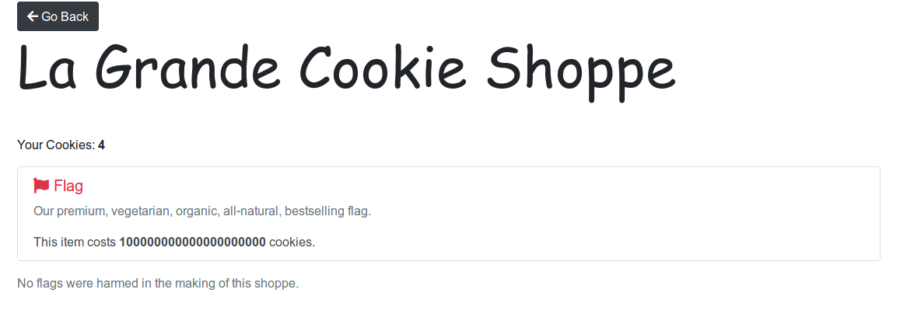 Go Back
La Grande Cookie Shoppe
Your Cookies: 4
Flag
Our premium, vegetarian, organic, all-natural, bestselling flag.
This item costs 100000000000000000000 cookies.
No flags were harmed in the making of this shoppe.